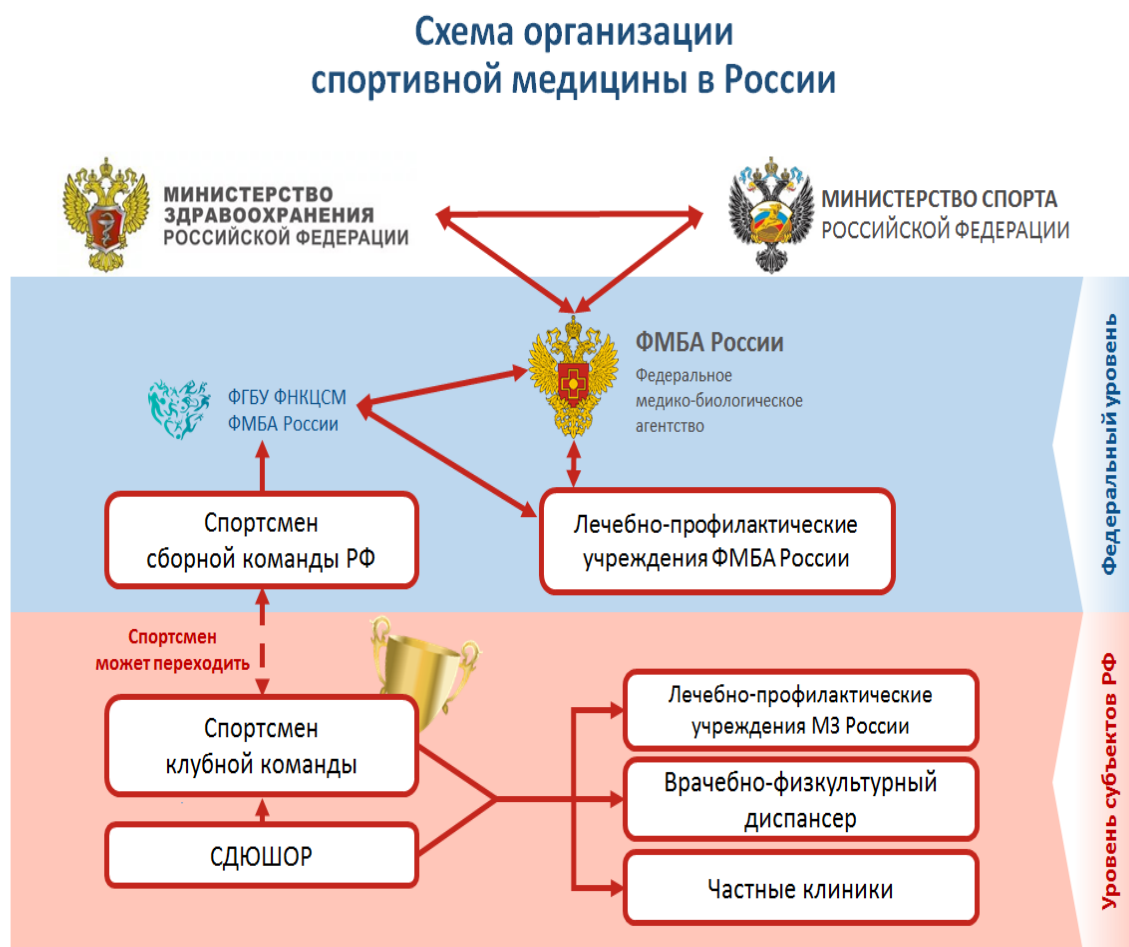 Схема организации
спортивной медицины в России
МИНИСТЕРСТВО
ЗДРАВООХРАНЕНИЯ
РОССИЙСКОЙ ФЕДЕРАЦИИ
МИНИСТЕРСТВО СПОРТА
РОССИЙСКОЙ ФЕДЕРАЦИИ
ФМБА России
Федеральное
медико-биологическое
агентство
ФГБУ ФНКЦСМ
ФМБА России
Спортсмен
сборной команды РФ
Лечебно-профилактические
учреждения ФМБА России
Федеральный уровень
Спортсмен
может переходить
Спортсмен
клубной команды
СДЮШОР
Лечебно-профилактические
учреждения МЗ России
Врачебно-физкультурный
диспансер
Частные клиники
Уровень субъектов РФ